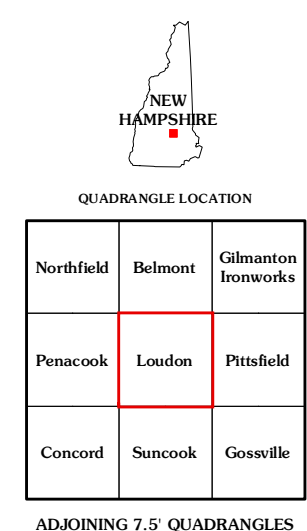 NEW
HAMPSHIRE
QUADRANGLE LOCATION
Northfield
Belmont
Gilmanton
Ironworks
Penacook
Loudon
Pittsfield
Concord
Suncook
Gossville
ADJOINING 7.5' QUADRANGLES